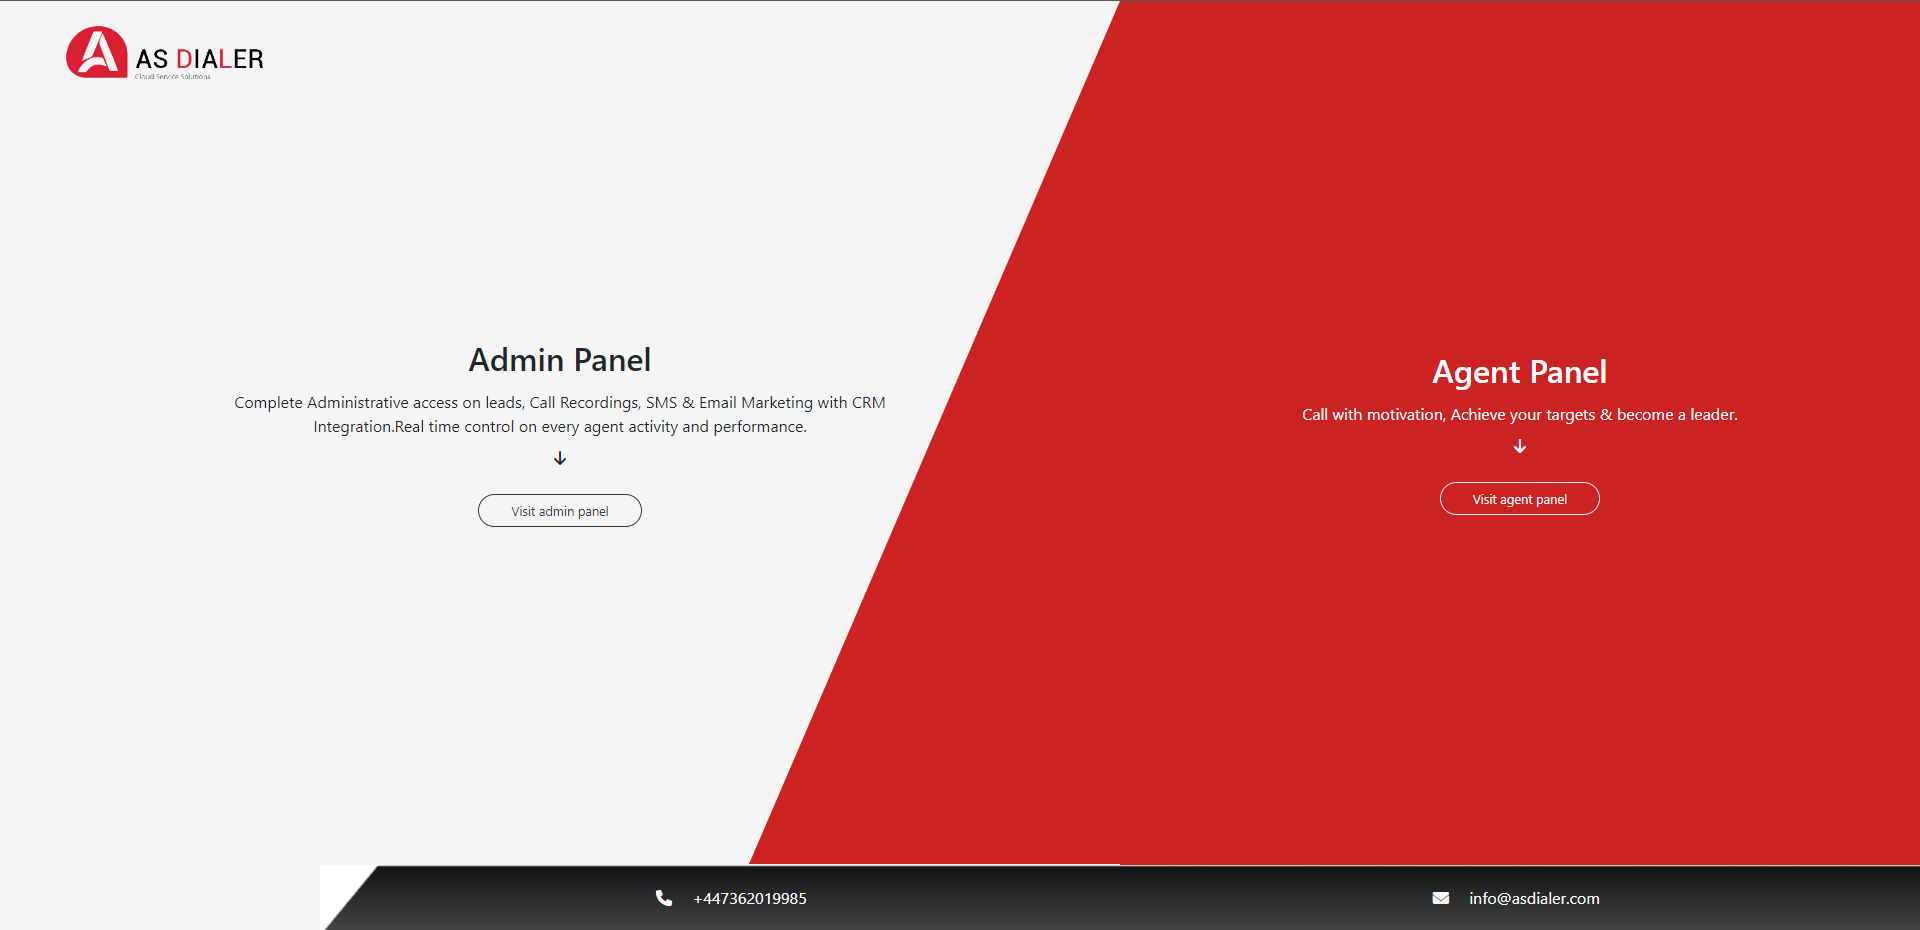 AS DIALER
Cloud Service Solutions
Admin Panel
Complete Administrative access on leads, Call Recordings, SMS & Email Marketing with CRM
Integration.Real time control on every agent activity and performance.
Visit admin panel
Agent Panel
Call with motivation, Achieve your targets & become a leader.
Visit agent panel
+447362019985
info@asdialer.com